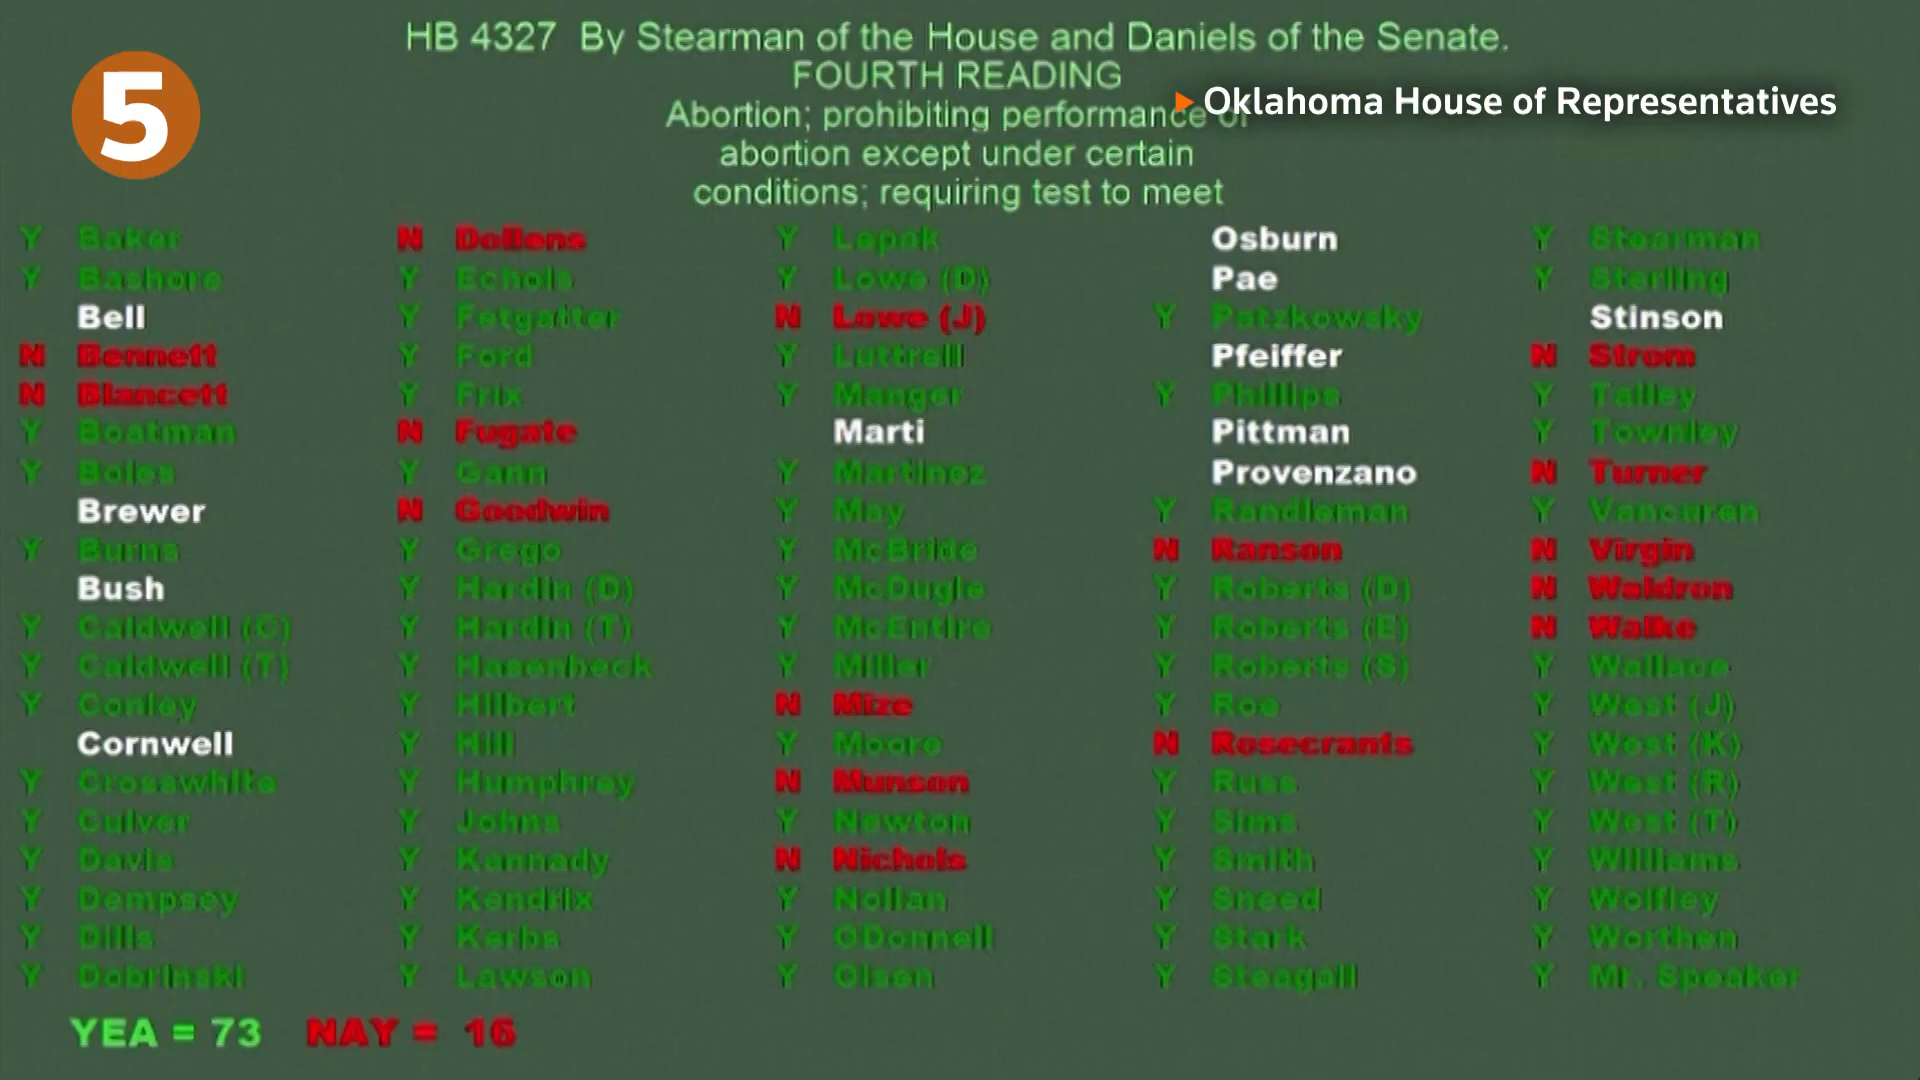 HB 4327 By Stearman of the House and Daniels of the Senate.
FOURTH READING
5
Oklahoma House of Representatives
Abortion; prohibiting performance of
abortion except under certain
conditions; requiring test to meet
Y Baker N Dollens Y Lepak Osburn Y Stearman
Y Bashore Y Echols Y Lowe (D) Pae Y Sterling
Bell Y Fetgatter N Lowe (J) Y Patzkowsky Stinson
N Bennett Y Ford Y Luttrell Pfeiffer N Strom
N Blancett Y Frix Y Manger Y Phillips Y Talley
Y Boatman N Fugate Marti Pittman Y Townley
Y Boles Y Gann Y Martinez Provenzano N Turner
Brewer N Goodwin Y May Y Randleman Y Vancuren
Y Burns Y Grego Y McBride N Ranson N Virgin
Bush Y Hardin (D) Y McDugle Y Roberts (D) N Waldron
Y Caldwell (C) Y Hardin (T) Y McEntire Y Roberts (E) N Walke
Y Caldwell (T) Y Hasenbeck Y Miller Y Roberts (S) Y Wallace
Y Conley Y Hilbert N Mize Y Roe Y West (J)
Cornwell Y Hill Y Moore N Rosecrants Y West (K)
Y Crosswhite Y Humphrey N Munson Y Russ Y West (R)
Y Culver Y Johns Y Newton Y Sims Y West (T)
Y Davis Y Kannady N Nichols Y Smith Y Williams
Y Dempsey Y Kendrix Y Nollan Y Sneed Y Wolfley
Y Dills Y Kerbs Y ODonnell Y Stark Y Worthen
Y Dobrinski Y Lawson Y Olsen Y Steagall Y Mr. Speaker
YEA = 73 NAY = 16